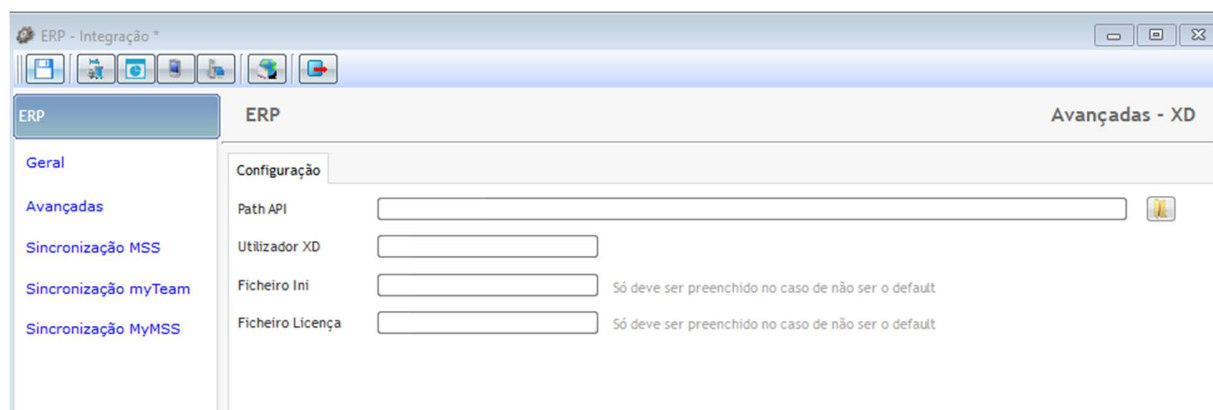 ERP - Integração *
ERP
ERP
Avançadas - XD
Geral
Avançadas
Sincronização MSS
Sincronização myTeam
Sincronização MyMSS
Configuração
Path API
Utilizador XD
Ficheiro Ini
Só deve ser preenchido no caso de não ser o default
Ficheiro Licença
Só deve ser preenchido no caso de não ser o default